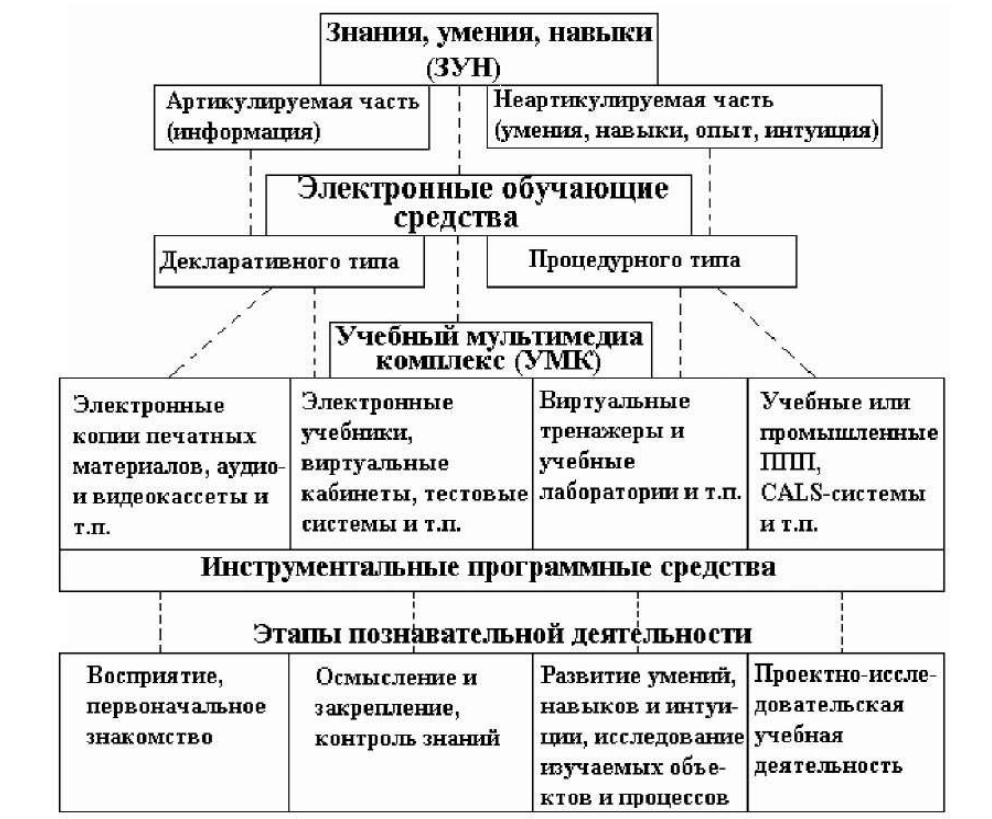 Знания, умения, навыки
(ЗУН)
Артикулируемая часть
(информация)
Неартикулируемая часть
(умения, навыки, опыт, интуиция)
Электронные обучающие
средства
Декларативного типа
Процедурного типа
Учебный мультимедиа
комплекс (УМК)
Электронные
копии печатных
материалов, аудио-
и видеокассеты и
т.п.
Электронные
учебники,
виртуальные
кабинеты, тестовые
системы и т.п.
Виртуальные
тренажеры и
учебные
лаборатории и т.п.
Учебные или
промышленные
ППП,
CALS-системы
и т.п.
Инструментальные программные средства
Этапы познавательной деятельности
Восприятие,
первоначальное
знакомство
Осмысление и
закрепление,
контроль знаний
Развитие умений,
навыков и интуи-
ции, исследование
изучаемых объе-
ктов и процессов
Проектно-иссле-
довательская
учебная
деятельность